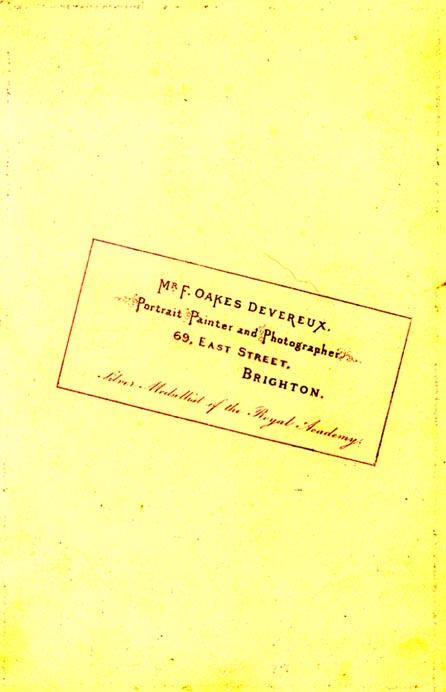 MR F. OAKES DEVEREUX.
Portrait Painter and Photographer,
69, EAST STREET,
BRIGHTON.
Silver Medallist of the Royal Academy.